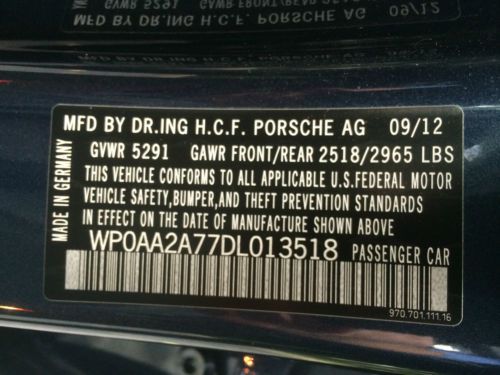 MFD BY DR.ING H.C.F. PORSCHE AG 09/12
GVWR 5291 GAWR FRONT/REAR 2518/2965 LBS
THIS VEHICLE CONFORMS TO ALL APPLICABLE U.S.FEDERAL MOTOR
VEHICLE SAFETY,BUMPER,AND THEFT PREVENTION STANDARDS
IN EFFECT ON THE DATE OF MANUFACTURE SHOWN ABOVE.
WP0AA2A77DL013518 PASSENGER CAR
970.701.111.16
MADE IN GERMANY